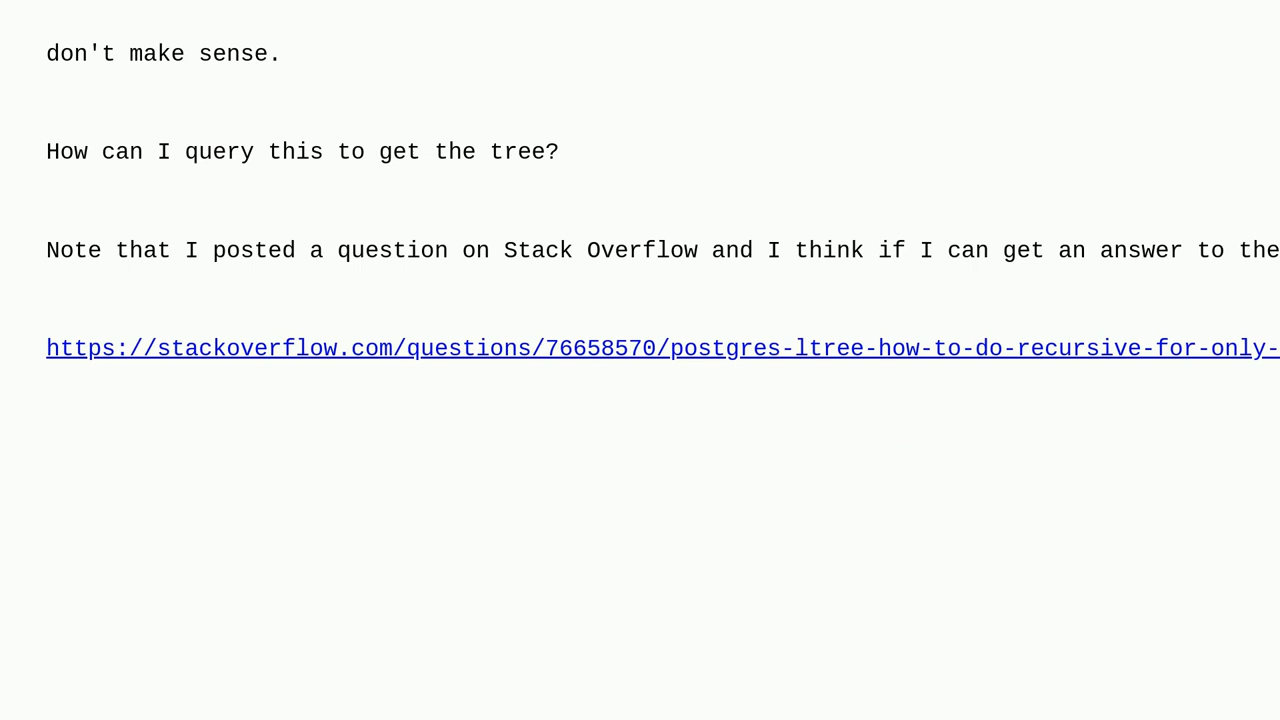 don't make sense.
How can I query this to get the tree?
Note that I posted a question on Stack Overflow and I think if I can get an answer to the
https://stackoverflow.com/questions/76658570/postgres-ltree-how-to-do-recursive-for-only-